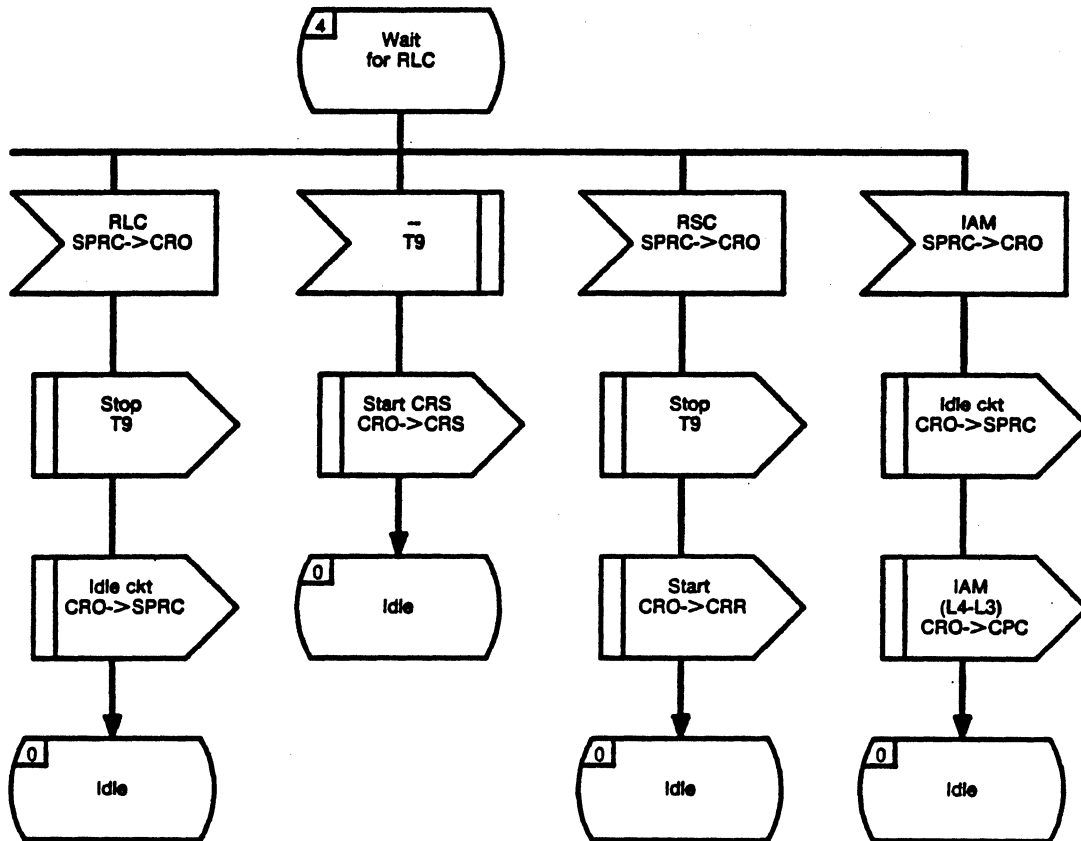 4
Wait
for RLC
RLC
SPRC->CRO
–
T9
RSC
SPRC->CRO
IAM
SPRC->CRO
Stop
T9
Start CRS
CRO->CRS
Stop
T9
Idle ckt
CRO->SPRC
Idle ckt
CRO->SPRC
0
Idle
Start
CRO->CRR
IAM
(L4-L3)
CRO->CPC
0
Idle
0
Idle
0
Idle